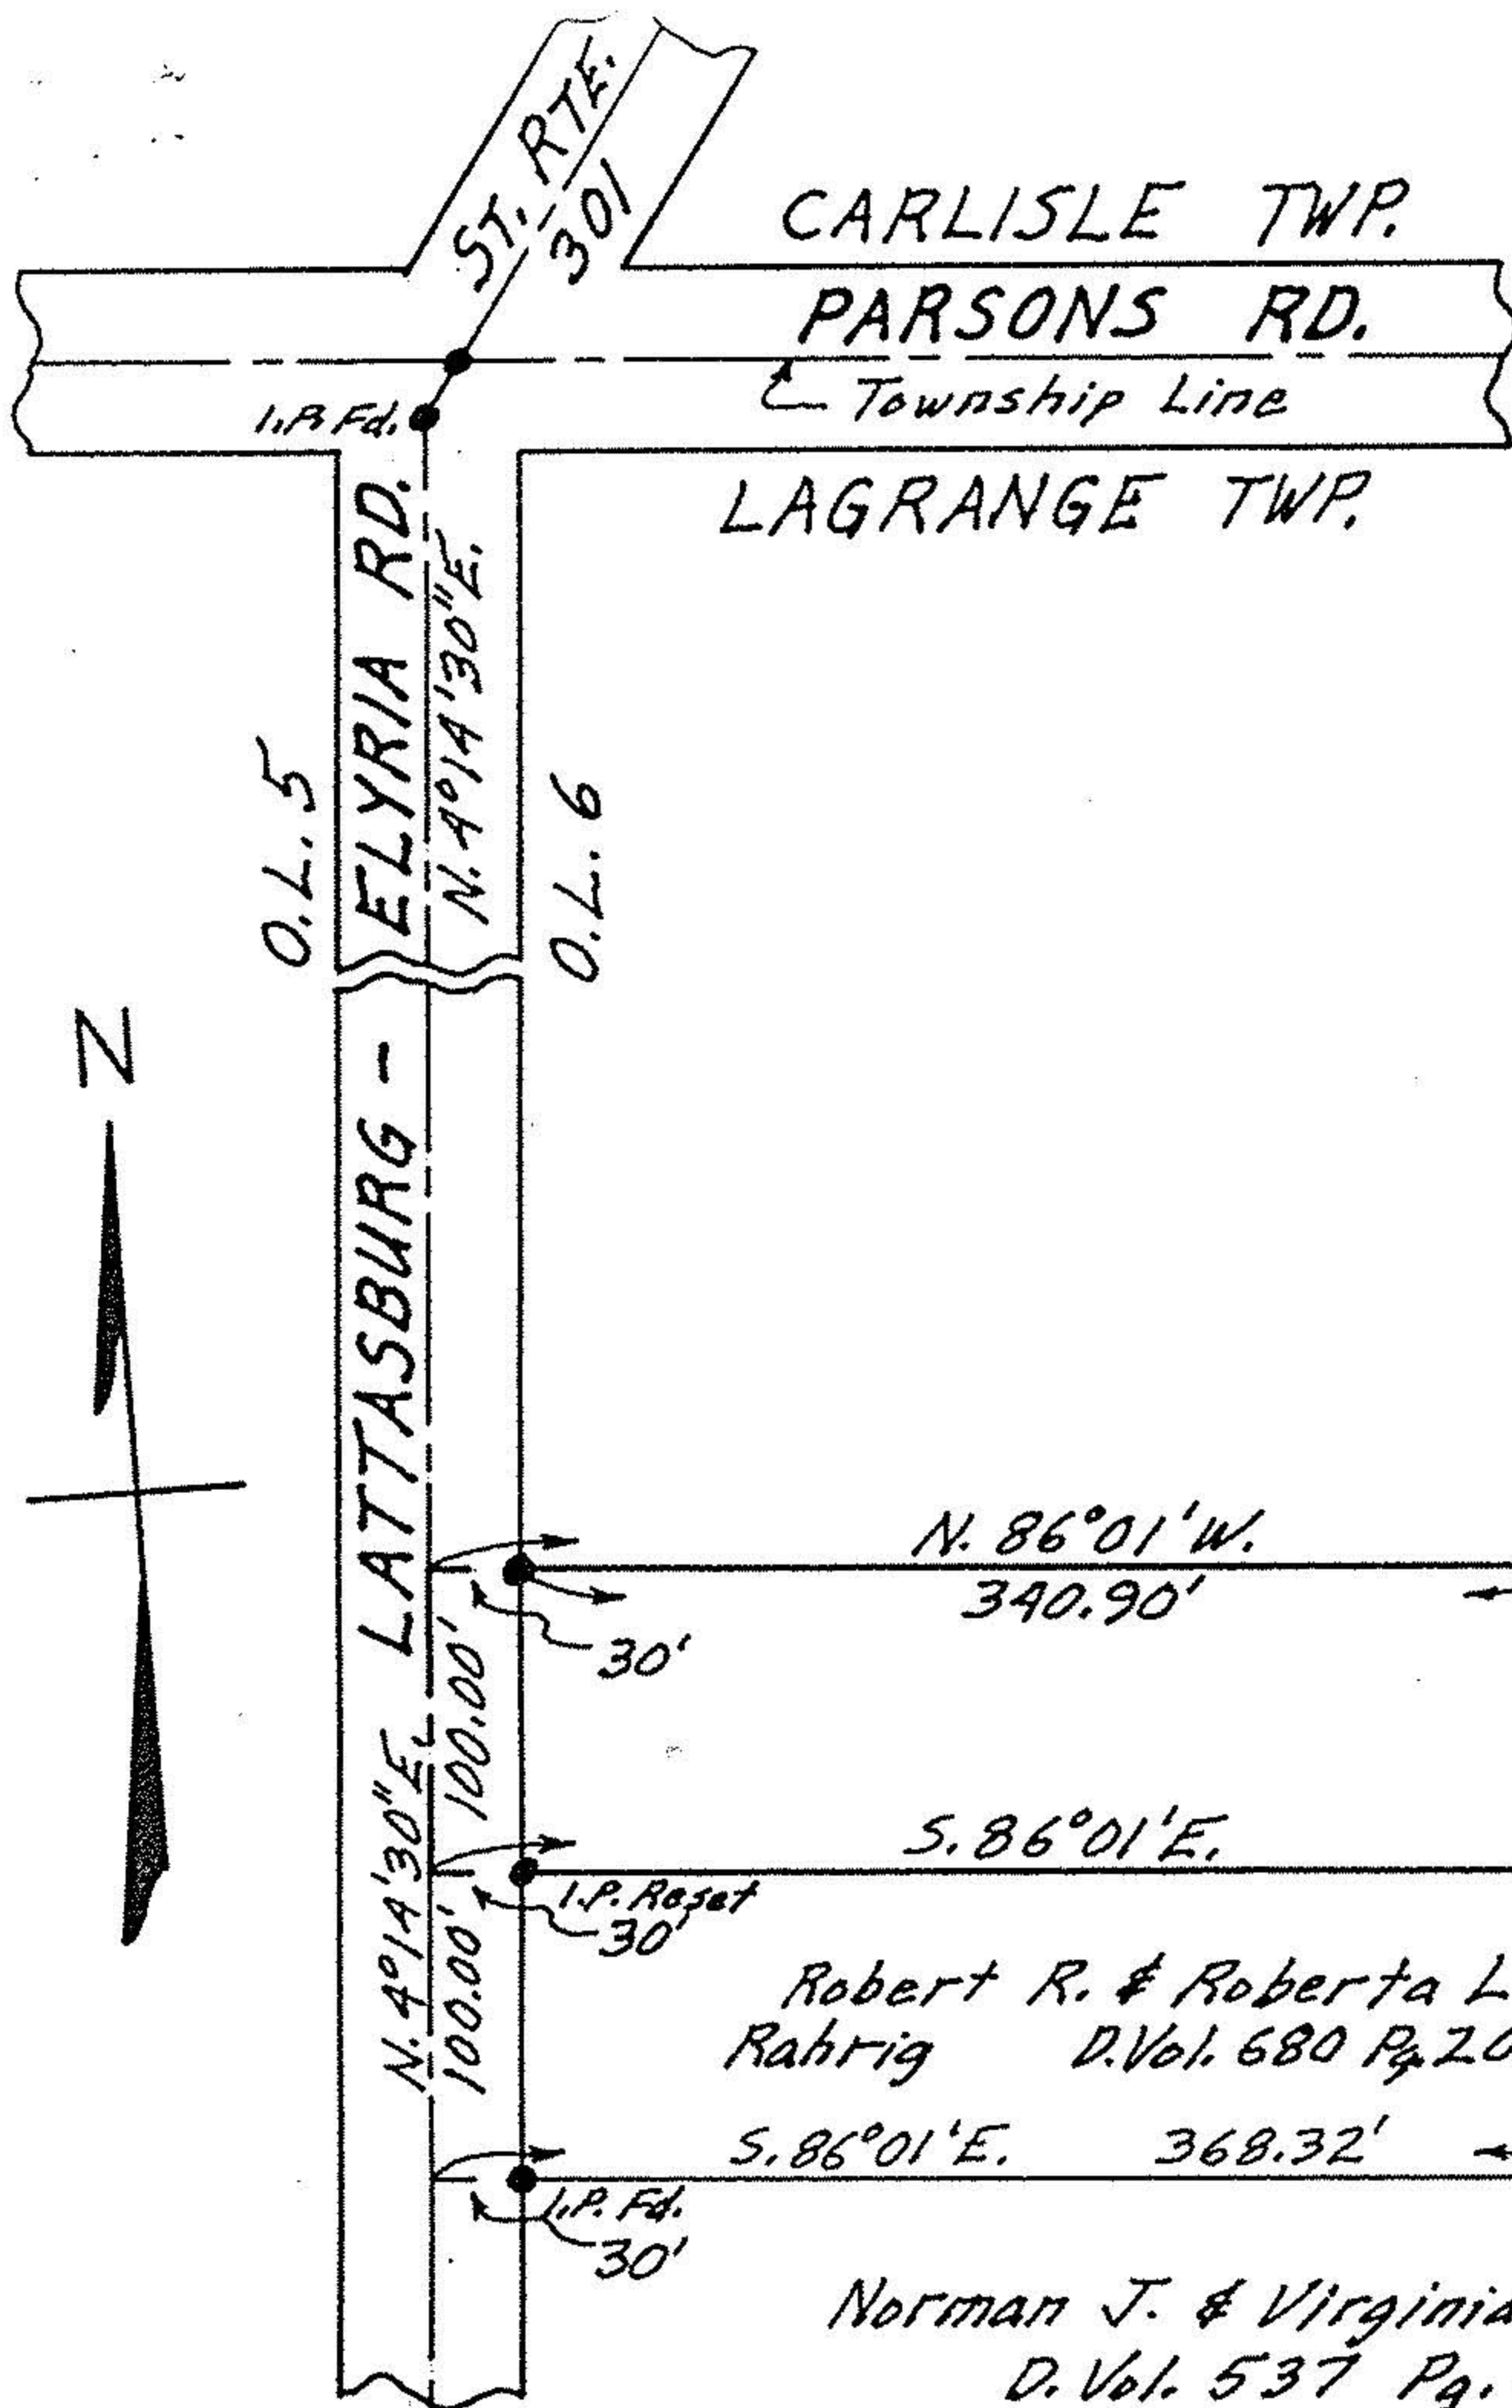 ST. RTE.
301
CARLISLE TWP.
PARSONS RD.
Township Line
I.P. Fd.
LAGRANGE TWP.
LATTASBURG - ELYRIA RD.
N. 4°14'30"E.
O.L. 5
O.L. 6
N
N. 86°01'W.
340.90'
30'
100.00'
N. 4°14'30"E.
S. 86°01'E.
I.P. Reset
30'
100.00'
Robert R. & Roberta L
Rahrig D.Vol. 680 Pg. 20
S. 86°01'E. 368.32'
I.P. Fd.
30'
Norman J. & Virginia
D. Vol. 537 Pg.